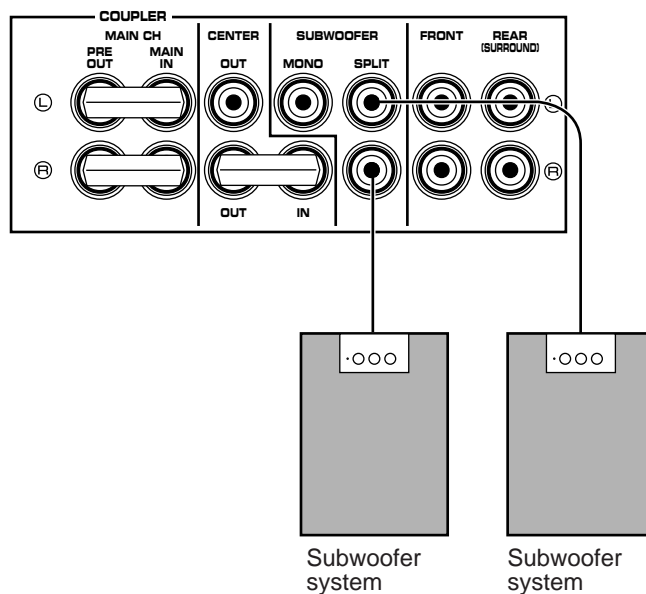 COUPLER
MAIN CH
CENTER
SUBWOOFER
FRONT
REAR
(SURROUND)
PRE
OUT
MAIN
IN
OUT
MONO
SPLIT
L
L
R
R
OUT
IN
Subwoofer
system
Subwoofer
system